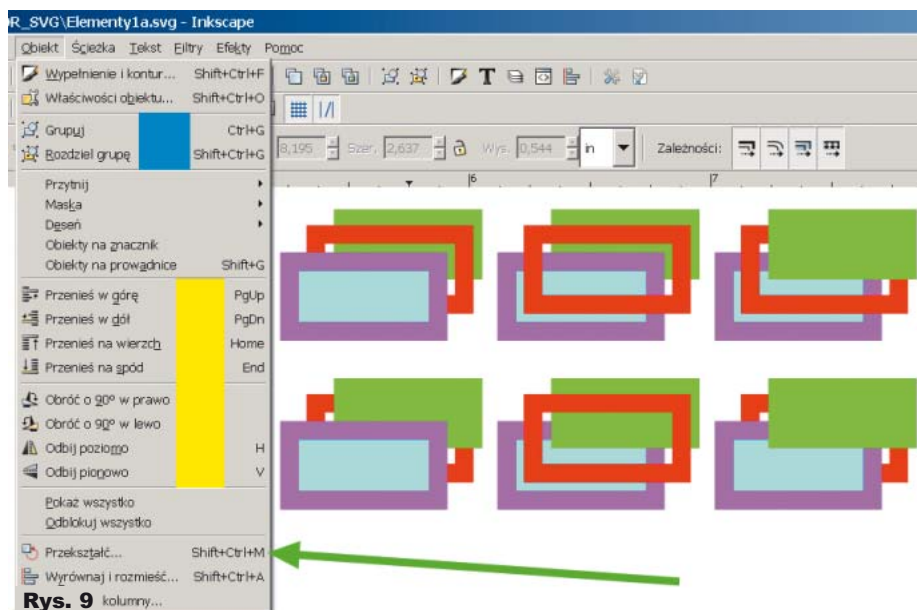 R_SVG\Elementy1a.svg - Inkscape
Obiekt Ścieżka Tekst Filtry Efekty Pomoc
Wypełnienie i kontur... Shift+Ctrl+F
Właściwości obiektu... Shift+Ctrl+O
Grupuj Ctrl+G
Rozdziel grupę Shift+Ctrl+G
8,195 Szer. 2,637 Wys. 0,544 in Zależności:
6 7
Przytnij
Maska
Deseń
Obiekty na znacznik
Obiekty na prowadnice Shift+G
Przenieś w górę PgUp
Przenieś w dół PgDn
Przenieś na wierzch Home
Przenieś na spód End
Obróć o 90° w prawo
Obróć o 90° w lewo
Odbij poziomo H
Odbij pionowo V
Pokaż wszystko
Odblokuj wszystko
Przekształć... Shift+Ctrl+M
Wyrównaj i rozmieść... Shift+Ctrl+A
Rys. 9 kolumny...